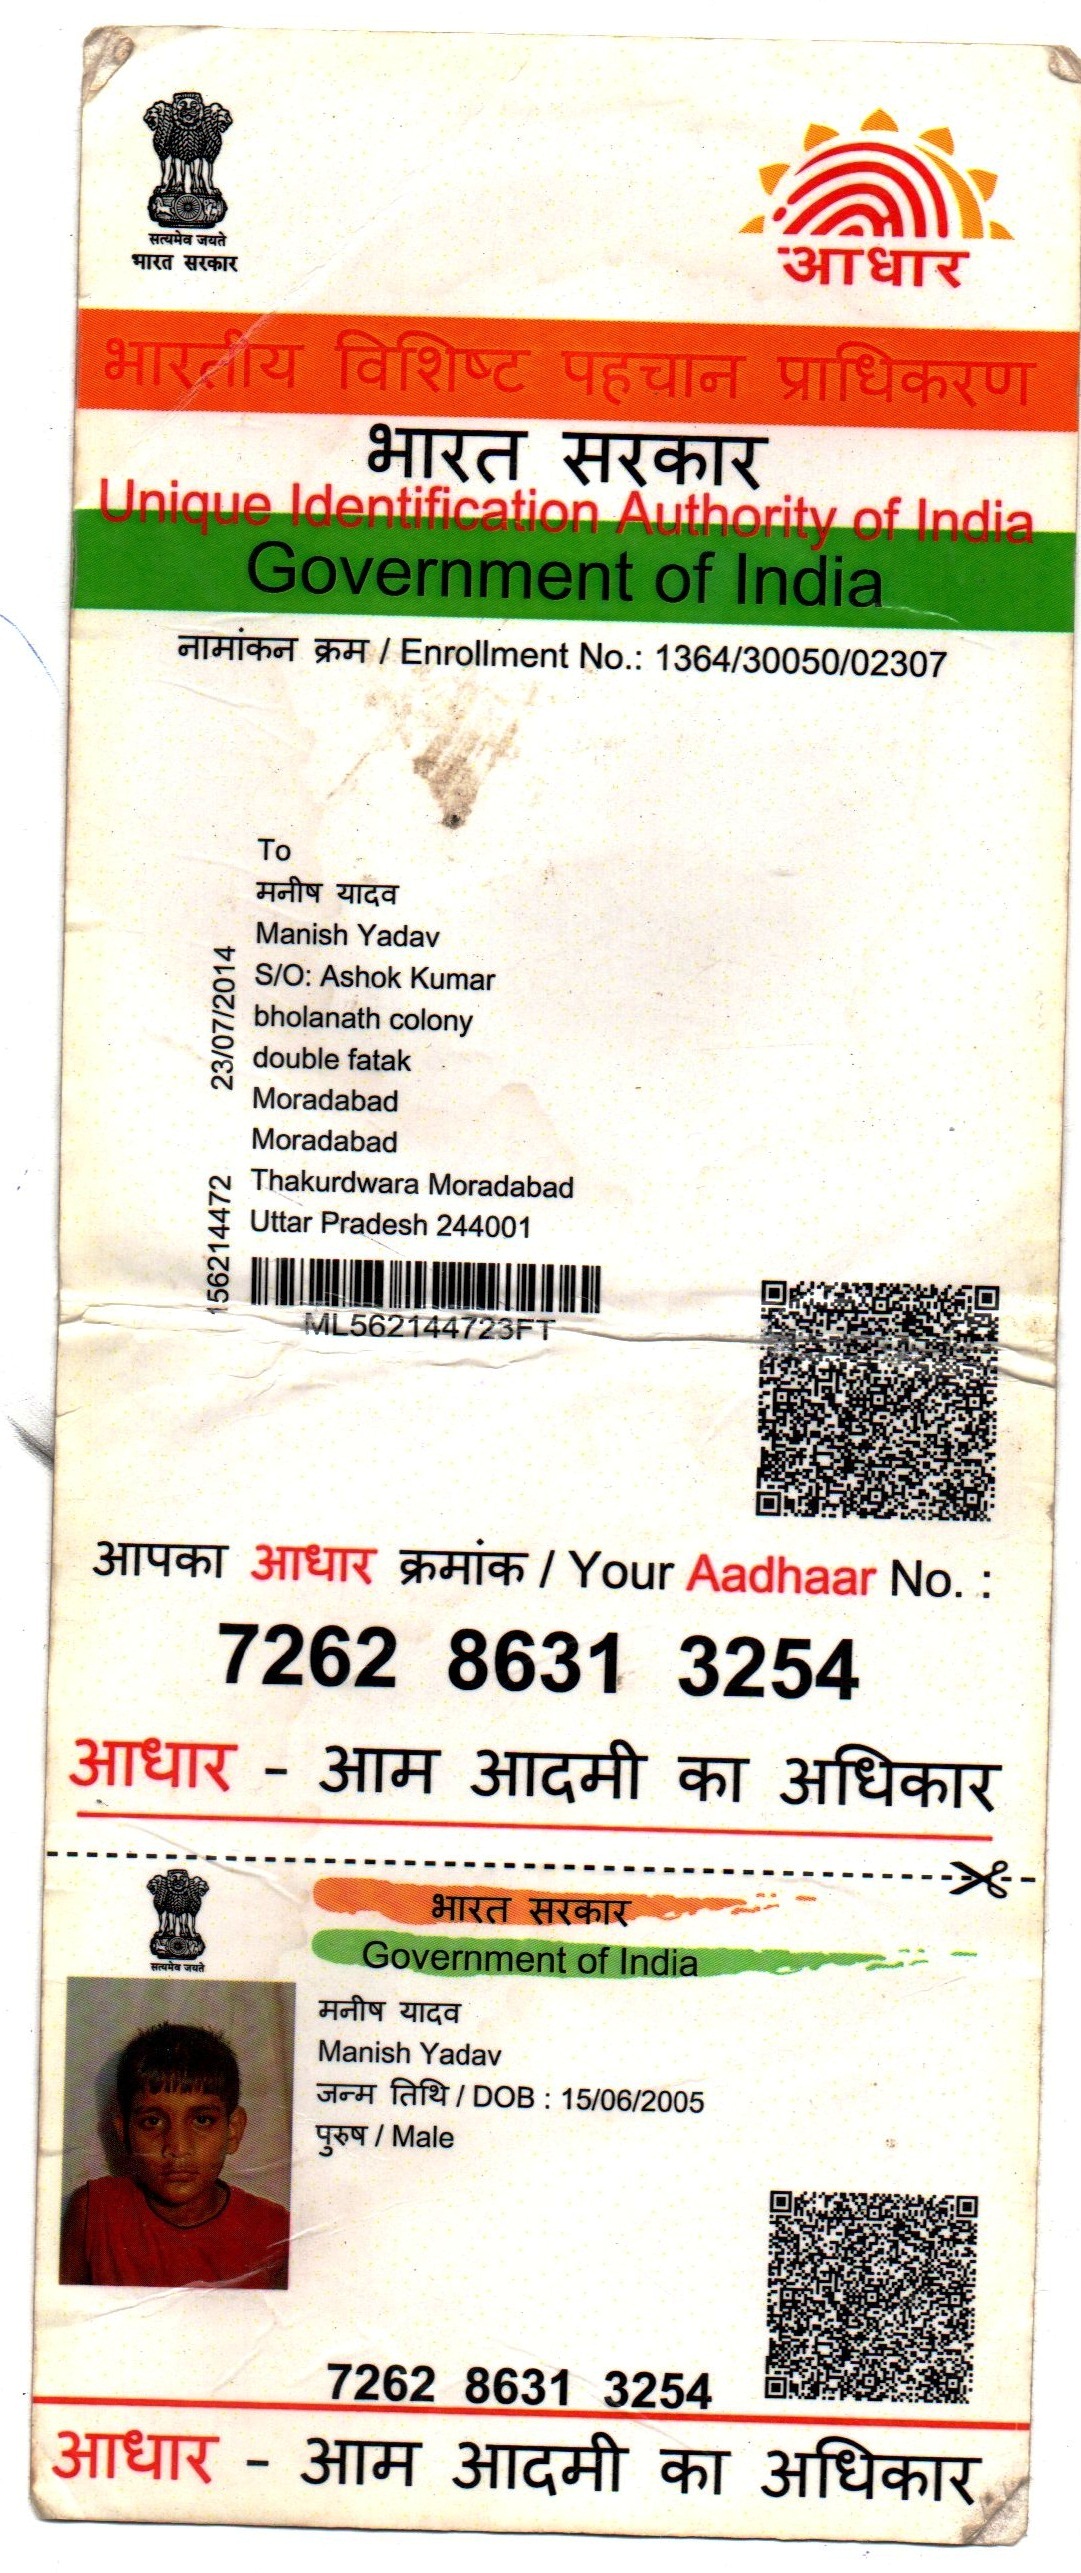 सत्यमेव जयते
भारत सरकार
आधार
भारतीय विशिष्ट पहचान प्राधिकरण
भारत सरकार
Unique Identification Authority of India
Government of India
नामांकन क्रम / Enrollment No.: 1364/30050/02307
To
मनीष यादव
Manish Yadav
S/O: Ashok Kumar
bholanath colony
double fatak
Moradabad
Moradabad
Thakurdwara Moradabad
Uttar Pradesh 244001
23/07/2014
156214472
ML562144723FT
आपका आधार क्रमांक / Your Aadhaar No. :
7262 8631 3254
आधार - आम आदमी का अधिकार
सत्यमेव जयते
भारत सरकार
Government of India
मनीष यादव
Manish Yadav
जन्म तिथि / DOB : 15/06/2005
पुरुष / Male
7262 8631 3254
आधार - आम आदमी का अधिकार